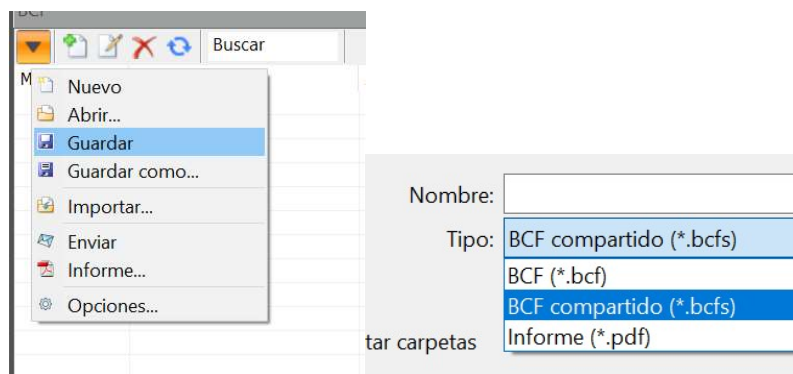 BCF
Buscar
M
Nuevo
Abrir...
Guardar
Guardar como...
Importar...
Enviar
Informe...
Opciones...
Nombre:
Tipo: BCF compartido (*.bcfs)
BCF (*.bcf)
BCF compartido (*.bcfs)
Informe (*.pdf)
tar carpetas